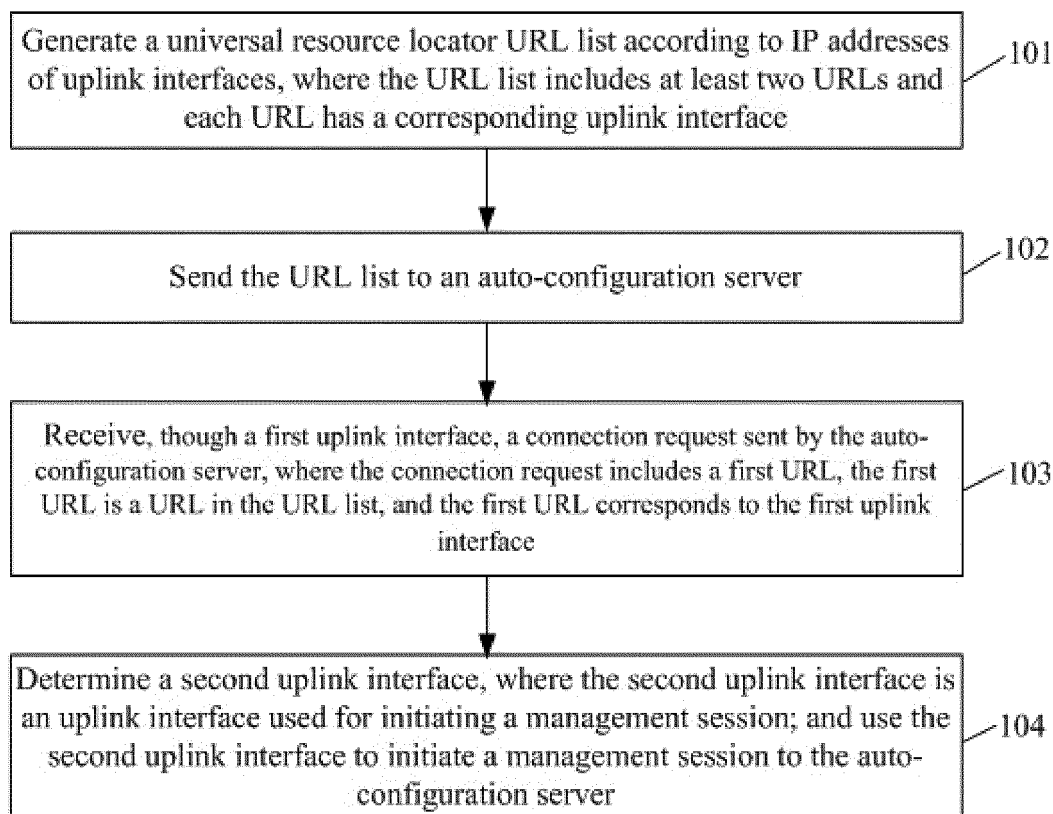 Generate a universal resource locator URL list according to IP addresses
of uplink interfaces, where the URL list includes at least two URLs and
each URL has a corresponding uplink interface
101
Send the URL list to an auto-configuration server
102
Receive, though a first uplink interface, a connection request sent by the auto-
configuration server, where the connection request includes a first URL, the first
URL is a URL in the URL list, and the first URL corresponds to the first uplink
interface
103
Determine a second uplink interface, where the second uplink interface is
an uplink interface used for initiating a management session; and use the
second uplink interface to initiate a management session to the auto-
configuration server
104